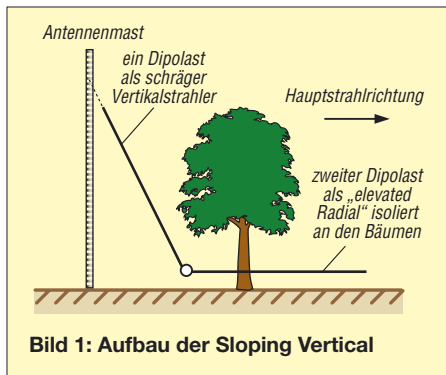 Antennenmast
ein Dipolast
als schräger
Vertikalstrahler
Hauptstrahlrichtung
zweiter Dipolast
als „elevated
Radial“ isoliert
an den Bäumen
Bild 1: Aufbau der Sloping Vertical